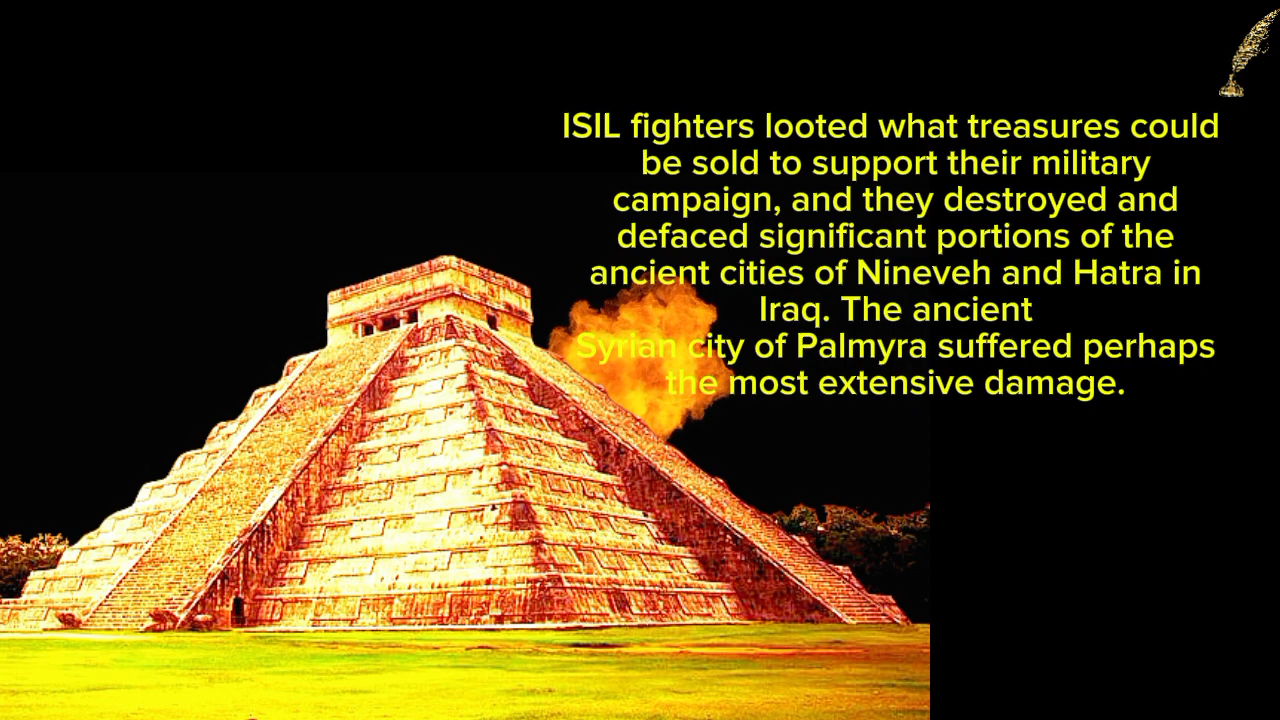 ISIL fighters looted what treasures could
be sold to support their military
campaign, and they destroyed and
defaced significant portions of the
ancient cities of Nineveh and Hatra in
Iraq. The ancient
Syrian city of Palmyra suffered perhaps
the most extensive damage.